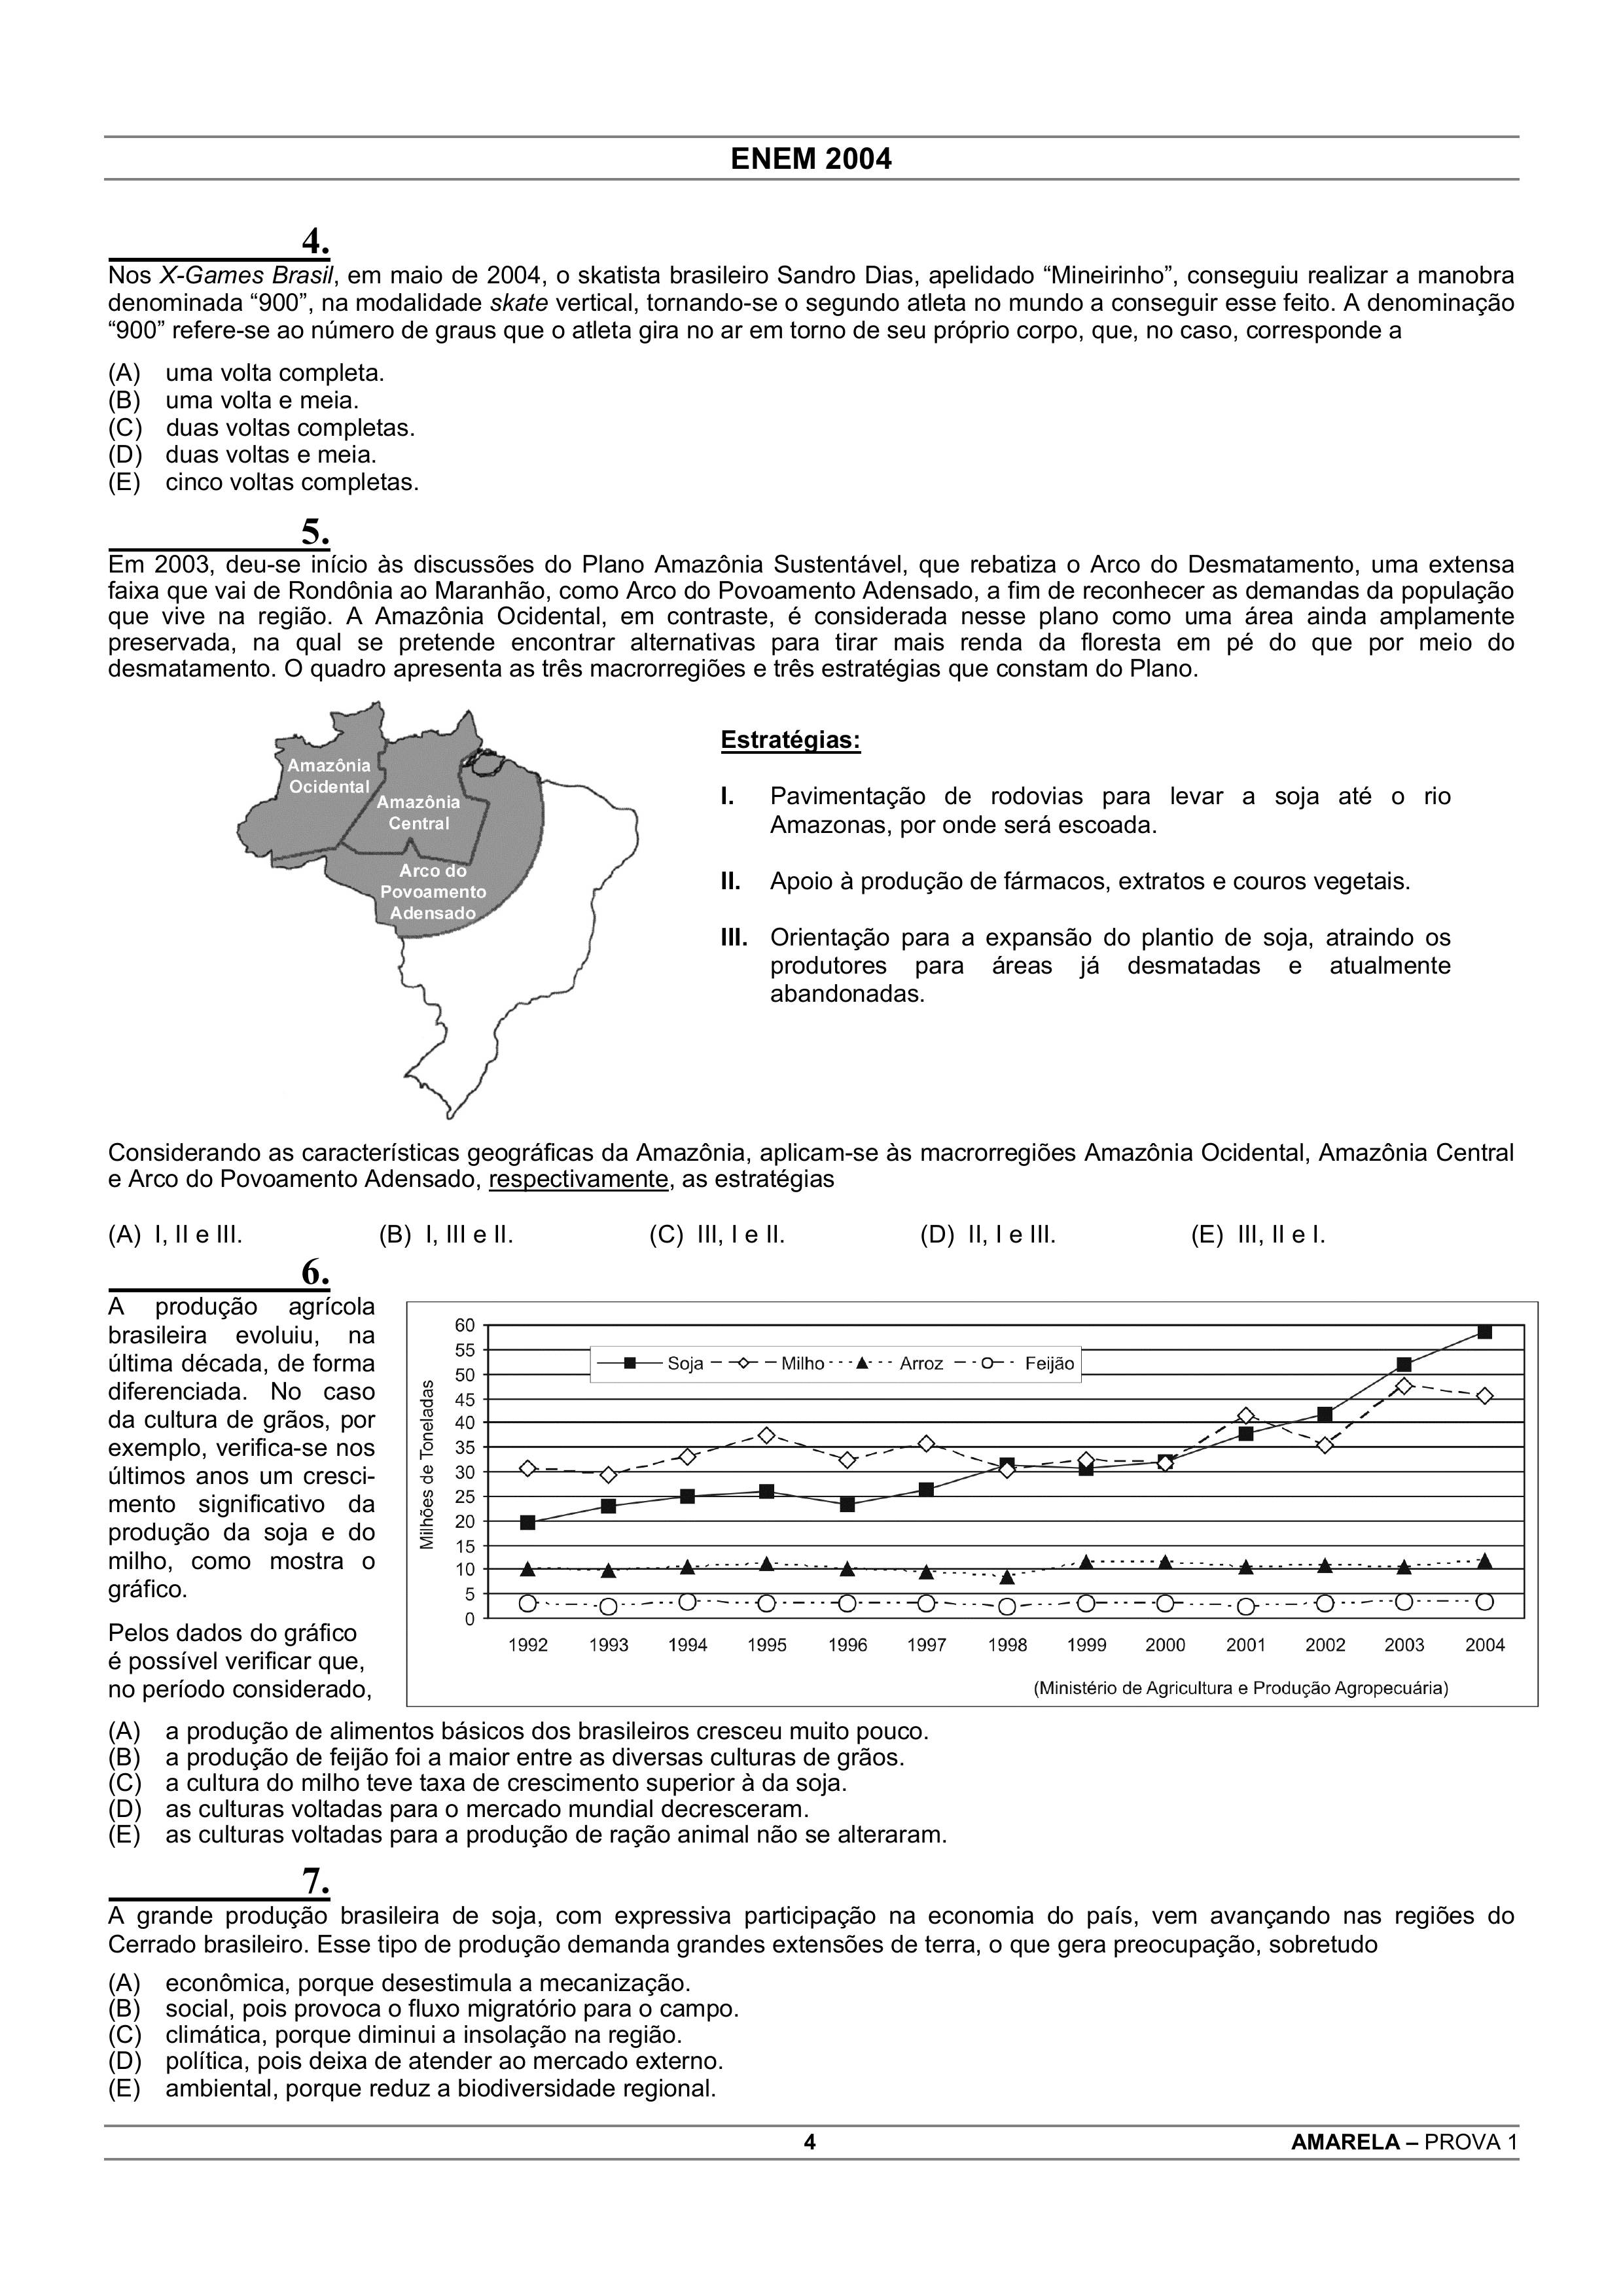 ENEM 2004
4.
Nos X-Games Brasil, em maio de 2004, o skatista brasileiro Sandro Dias, apelidado “Mineirinho”, conseguiu realizar a manobra
denominada “900”, na modalidade skate vertical, tornando-se o segundo atleta no mundo a conseguir esse feito. A denominação
“900” refere-se ao número de graus que o atleta gira no ar em torno de seu próprio corpo, que, no caso, corresponde a
(A) uma volta completa.
(B) uma volta e meia.
(C) duas voltas completas.
(D) duas voltas e meia.
(E) cinco voltas completas.
5.
Em 2003, deu-se início às discussões do Plano Amazônia Sustentável, que rebatiza o Arco do Desmatamento, uma extensa
faixa que vai de Rondônia ao Maranhão, como Arco do Povoamento Adensado, a fim de reconhecer as demandas da população
que vive na região. A Amazônia Ocidental, em contraste, é considerada nesse plano como uma área ainda amplamente
preservada, na qual se pretende encontrar alternativas para tirar mais renda da floresta em pé do que por meio do
desmatamento. O quadro apresenta as três macrorregiões e três estratégias que constam do Plano.
Amazônia
Ocidental
Amazônia
Central
Arco do
Povoamento
Adensado
Estratégias:
I. Pavimentação de rodovias para levar a soja até o rio
Amazonas, por onde será escoada.
II. Apoio à produção de fármacos, extratos e couros vegetais.
III. Orientação para a expansão do plantio de soja, atraindo os
produtores para áreas já desmatadas e atualmente
abandonadas.
Considerando as características geográficas da Amazônia, aplicam-se às macrorregiões Amazônia Ocidental, Amazônia Central
e Arco do Povoamento Adensado, respectivamente, as estratégias
(A) I, II e III. (B) I, III e II. (C) III, I e II. (D) II, I e III. (E) III, II e I.
6.
A produção agrícola
brasileira evoluiu, na
última década, de forma
diferenciada. No caso
da cultura de grãos, por
exemplo, verifica-se nos
últimos anos um cresci-
mento significativo da
produção da soja e do
milho, como mostra o
gráfico.
Pelos dados do gráfico
é possível verificar que,
no período considerado,
Milhões de Toneladas
60
55
50
45
40
35
30
25
20
15
10
5
0
Soja Milho Arroz Feijão
1992 1993 1994 1995 1996 1997 1998 1999 2000 2001 2002 2003 2004
(Ministério de Agricultura e Produção Agropecuária)
(A) a produção de alimentos básicos dos brasileiros cresceu muito pouco.
(B) a produção de feijão foi a maior entre as diversas culturas de grãos.
(C) a cultura do milho teve taxa de crescimento superior à da soja.
(D) as culturas voltadas para o mercado mundial decresceram.
(E) as culturas voltadas para a produção de ração animal não se alteraram.
7.
A grande produção brasileira de soja, com expressiva participação na economia do país, vem avançando nas regiões do
Cerrado brasileiro. Esse tipo de produção demanda grandes extensões de terra, o que gera preocupação, sobretudo
(A) econômica, porque desestimula a mecanização.
(B) social, pois provoca o fluxo migratório para o campo.
(C) climática, porque diminui a insolação na região.
(D) política, pois deixa de atender ao mercado externo.
(E) ambiental, porque reduz a biodiversidade regional.
4
AMARELA – PROVA 1